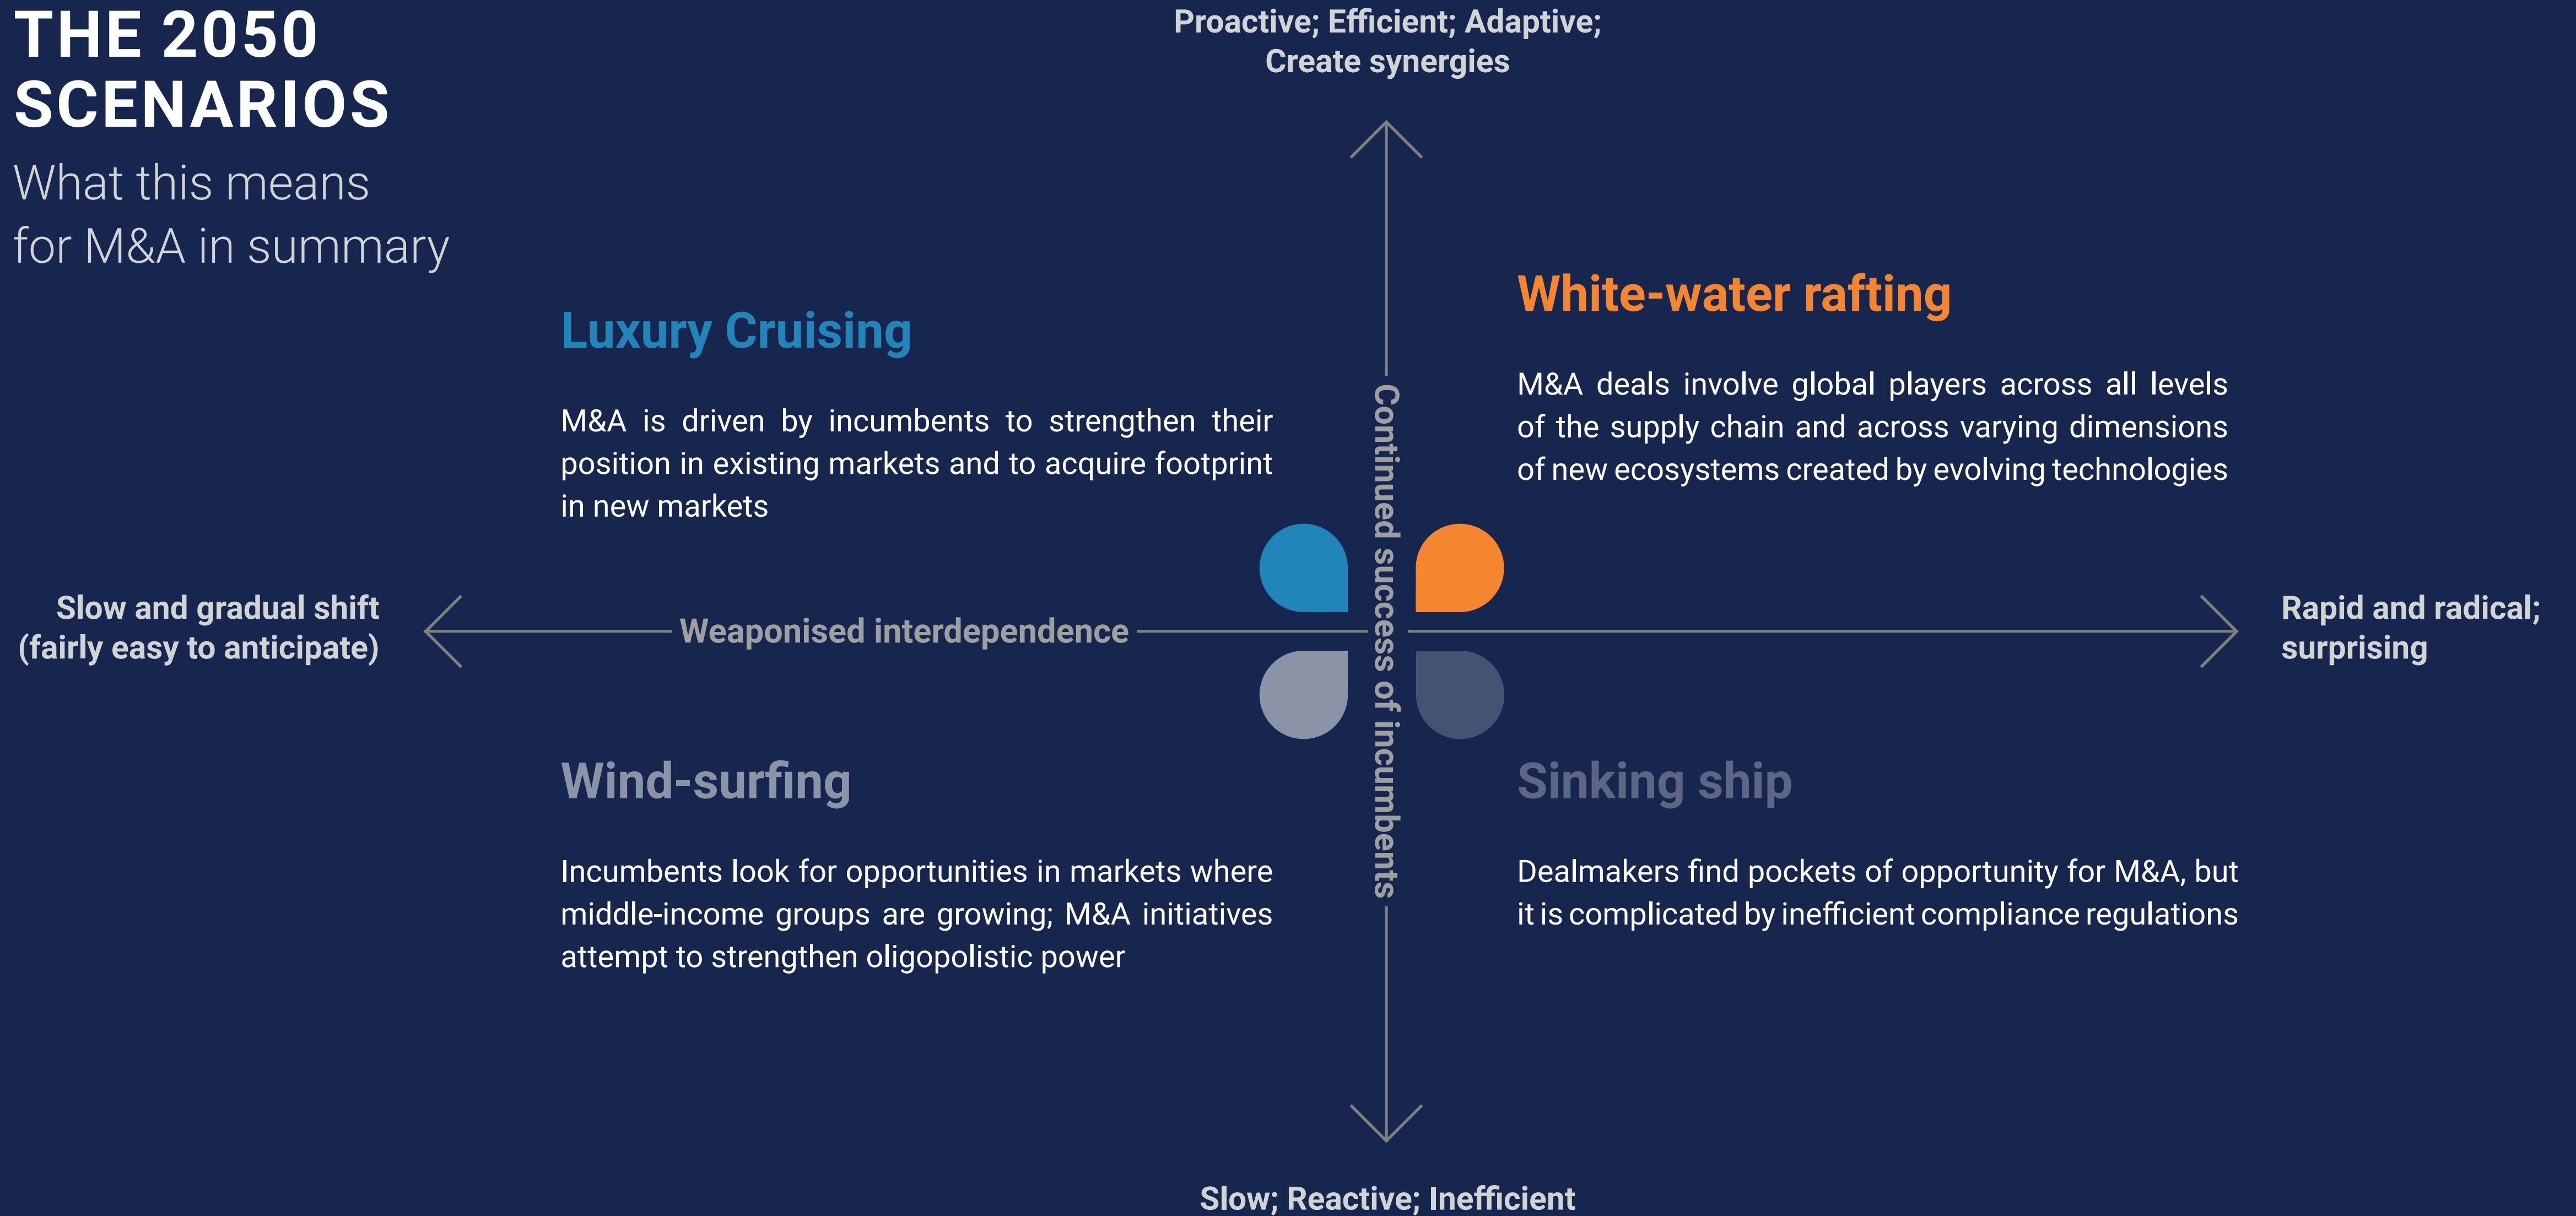 THE 2050
SCENARIOS
What this means
for M&A in summary
Proactive; Efficient; Adaptive;
Create synergies
Luxury Cruising
M&A is driven by incumbents to strengthen their
position in existing markets and to acquire footprint
in new markets
White-water rafting
M&A deals involve global players across all levels
of the supply chain and across varying dimensions
of new ecosystems created by evolving technologies
Continued success of incumbents
Slow and gradual shift
(fairly easy to anticipate)
Weaponised interdependence
Rapid and radical;
surprising
Wind-surfing
Incumbents look for opportunities in markets where
middle-income groups are growing; M&A initiatives
attempt to strengthen oligopolistic power
Sinking ship
Dealmakers find pockets of opportunity for M&A, but
it is complicated by inefficient compliance regulations
Slow; Reactive; Inefficient